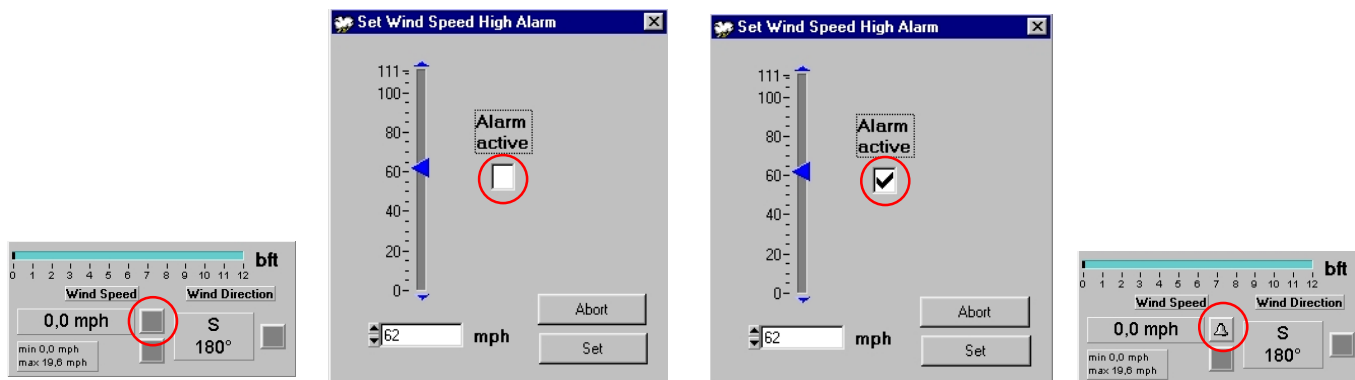 bft
0 1 2 3 4 5 6 7 8 9 10 11 12
Wind Speed
Wind Direction
0,0 mph
S
180°
min 0,0 mph
max 19,6 mph
Set Wind Speed High Alarm
111
100
80
60
40
20
0
Alarm
active
62
mph
Abort
Set
Set Wind Speed High Alarm
111
100
80
60
40
20
0
Alarm
active
62
mph
Abort
Set
bft
0 1 2 3 4 5 6 7 8 9 10 11 12
Wind Speed
Wind Direction
0,0 mph
S
180°
min 0,0 mph
max 19,6 mph